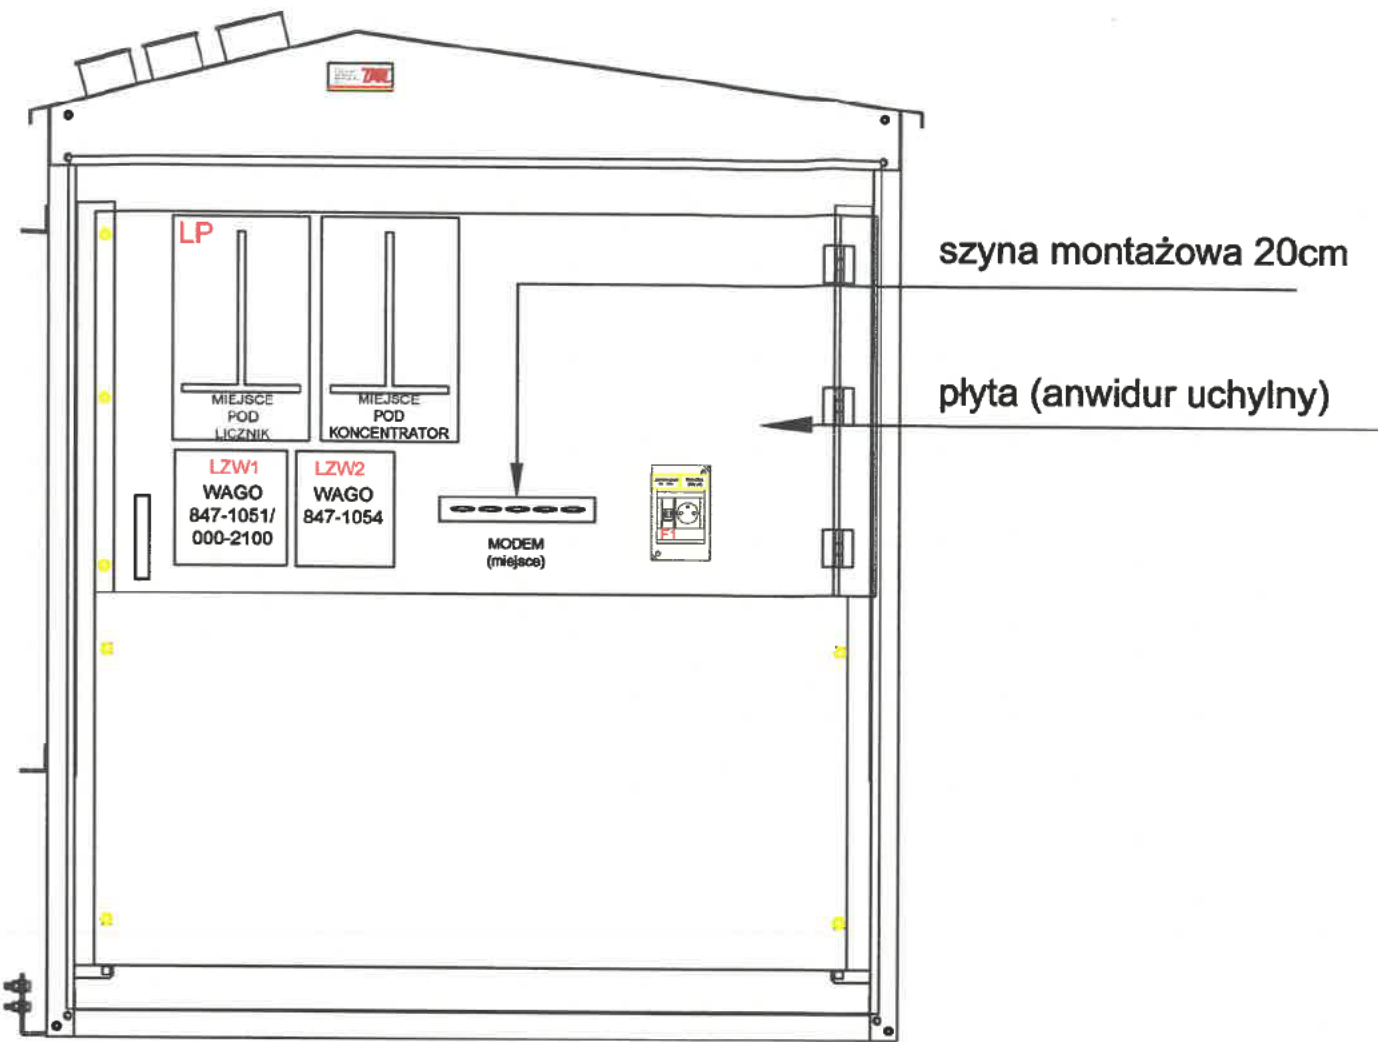 LP
MIEJSCE
POD
LICZNIK
MIEJSCE
POD
KONCENTRATOR
szyna montażowa 20cm
płyta (anwidur uchylny)
LZW1
WAGO
847-1051/
000-2100
LZW2
WAGO
847-1054
MODEM
(miejsce)
F1